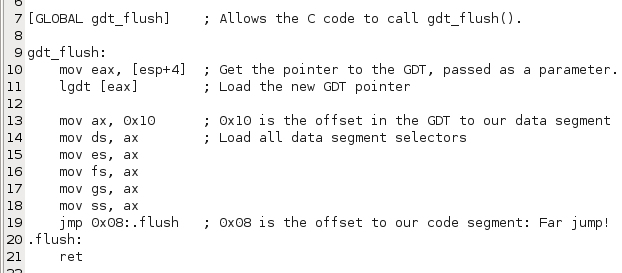 7 [GLOBAL gdt_flush]    ; Allows the C code to call gdt_flush().
8
9 gdt_flush:
10    mov eax, [esp+4]  ; Get the pointer to the GDT, passed as a parameter.
11    lgdt [eax]        ; Load the new GDT pointer
12
13    mov ax, 0x10      ; 0x10 is the offset in the GDT to our data segment
14    mov ds, ax        ; Load all data segment selectors
15    mov es, ax
16    mov fs, ax
17    mov gs, ax
18    mov ss, ax
19    jmp 0x08:.flush   ; 0x08 is the offset to our code segment: Far jump!
20 .flush:
21    ret